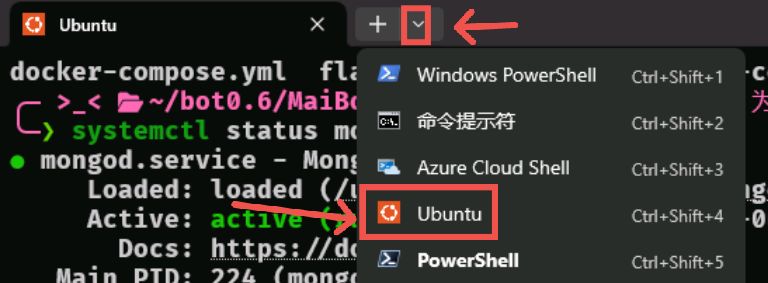 Ubuntu
docker-compose.yml
Windows PowerShell Ctrl+Shift+1
>_< ~/bot0.6/MaiBo
为
命令提示符 Ctrl+Shift+2
systemctl status mo
Azure Cloud Shell Ctrl+Shift+3
mongod.service - Mong
Loaded: loaded (/u
Ubuntu Ctrl+Shift+4
Active: active
Docs: https://do
PowerShell Ctrl+Shift+5
Main PID: 224 (mongo